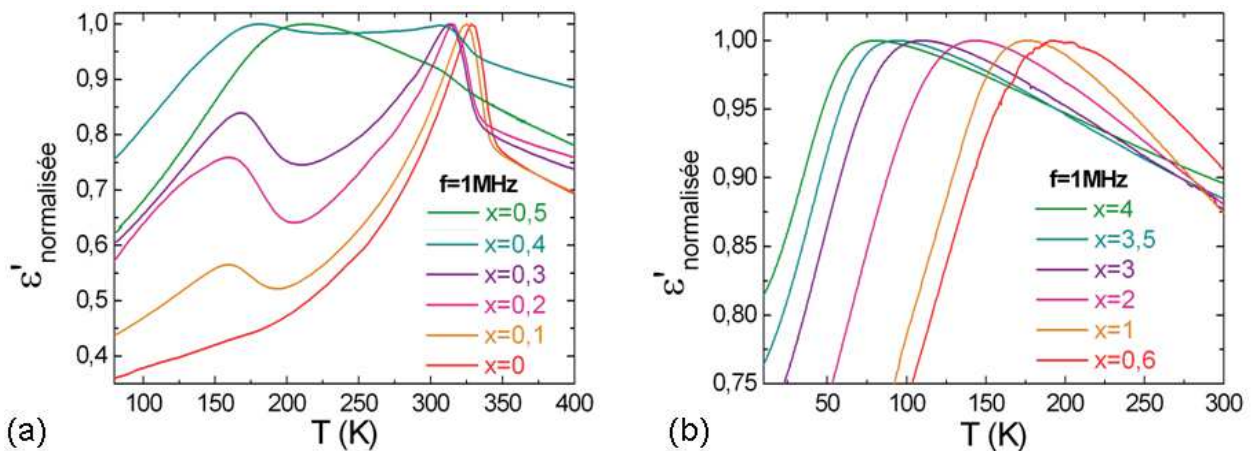 1,0
0,9
0,8
0,7
0,6
0,5
0,4
ε'normalisée
f=1MHz
x=0,5
x=0,4
x=0,3
x=0,2
x=0,1
x=0
100 150 200 250 300 350 400
(a)
T (K)
1,00
0,95
0,90
0,85
0,80
0,75
ε'normalisée
f=1MHz
x=4
x=3,5
x=3
x=2
x=1
x=0,6
50 100 150 200 250 300
(b)
T (K)